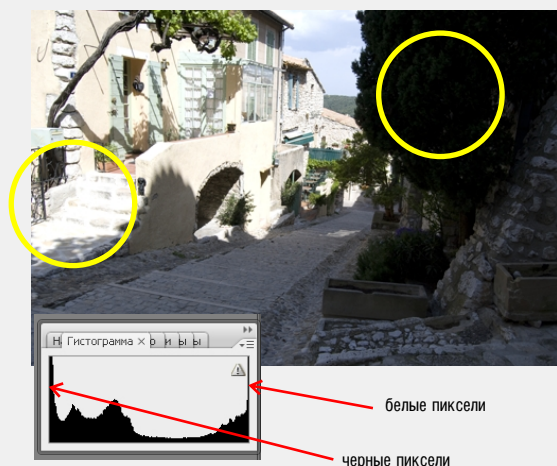 Гистограмма ×
белые пиксели
черные пиксели